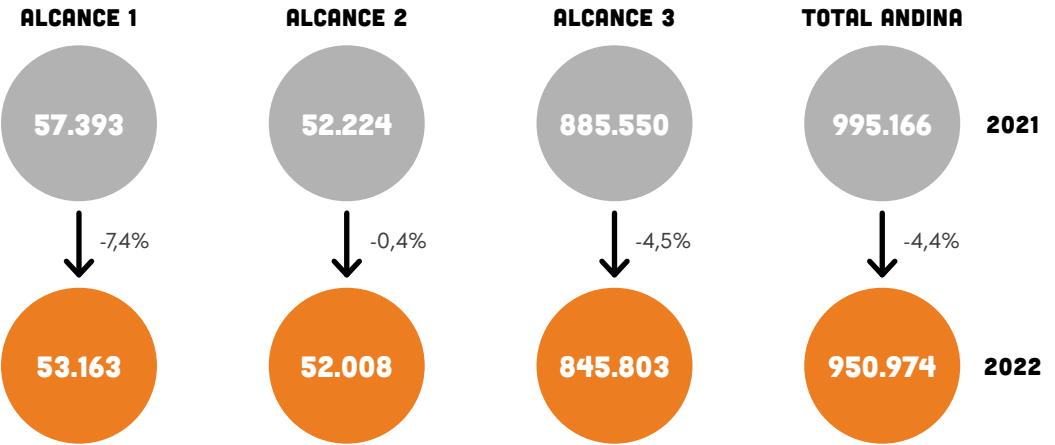 ALCANCE 1 ALCANCE 2 ALCANCE 3 TOTAL ANDINA
57.393 52.224 885.550 995.166 2021
-7,4% -0,4% -4,5% -4,4%
53.163 52.008 845.803 950.974 2022